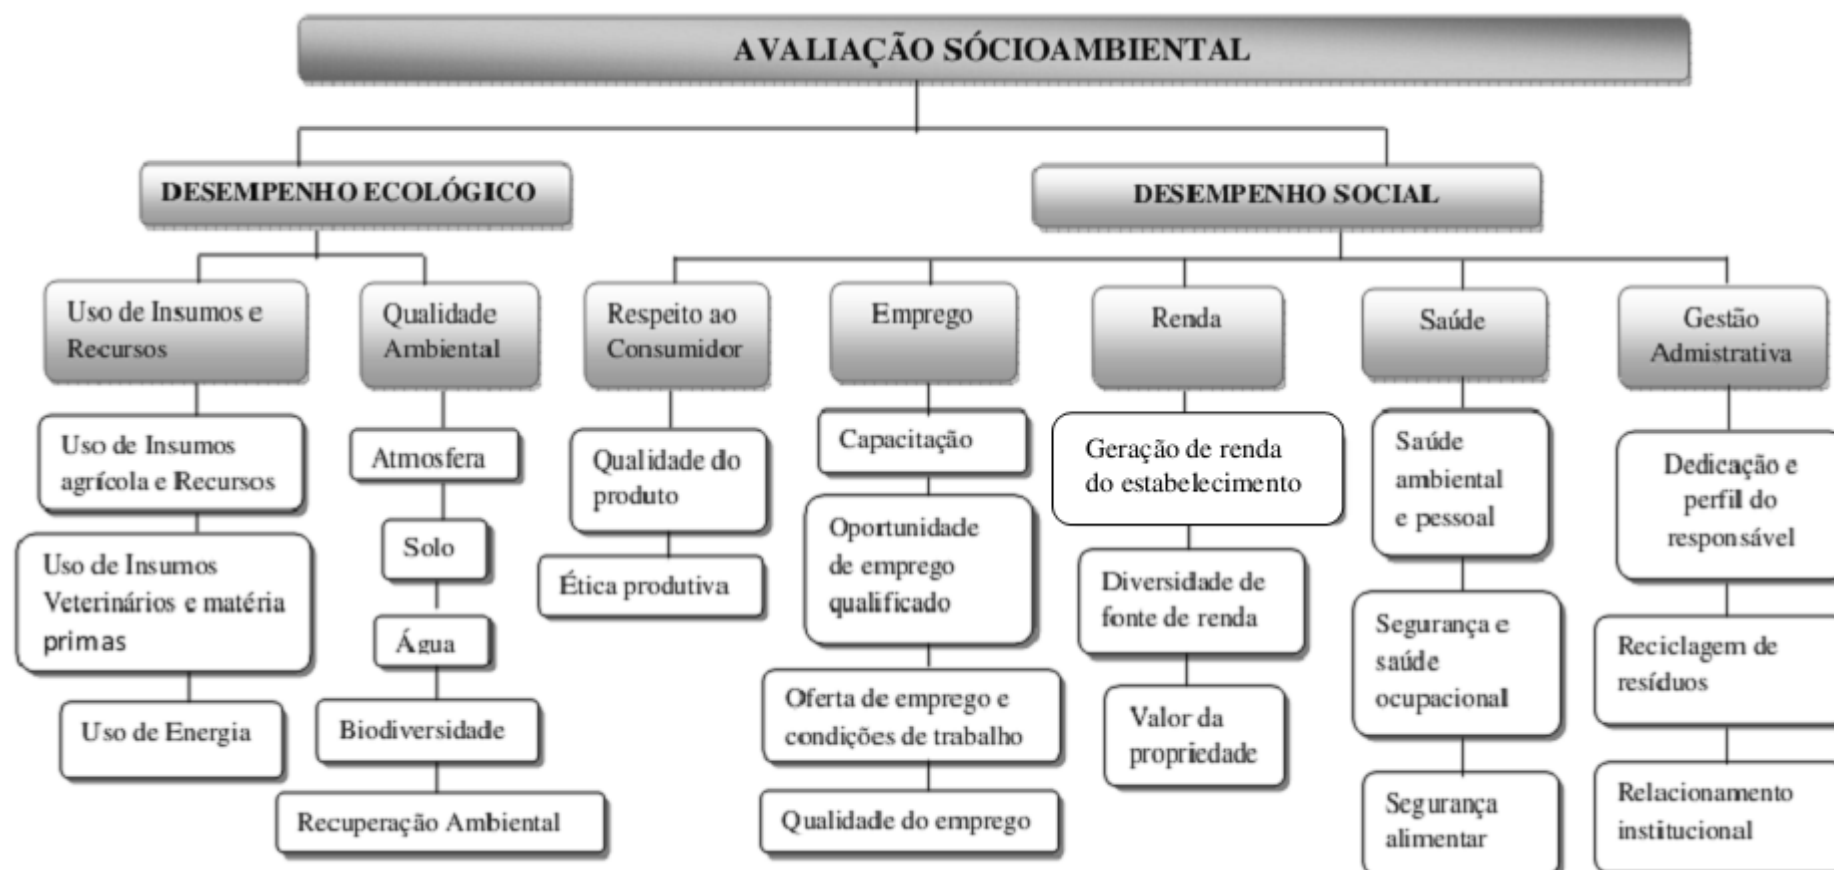 AVALIAÇÃO SÓCIOAMBIENTAL
DESEMPENHO ECOLÓGICO
DESEMPENHO SOCIAL
Uso de Insumos e
Recursos
Uso de Insumos
agrícola e Recursos
Uso de Insumos
Veterinários e matéria
primas
Uso de Energia
Qualidade
Ambiental
Atmosfera
Solo
Água
Biodiversidade
Recuperação Ambiental
Respeito ao
Consumidor
Qualidade do
produto
Ética produtiva
Emprego
Capacitação
Oportunidade
de emprego
qualificado
Oferta de emprego e
condições de trabalho
Qualidade do emprego
Renda
Geração de renda
do estabelecimento
Diversidade de
fonte de renda
Valor da
propriedade
Saúde
Saúde
ambiental
e pessoal
Segurança e
saúde
ocupacional
Segurança
alimentar
Gestão
Admistrativa
Dedicação e
perfil do
responsável
Reciclagem de
resíduos
Relacionamento
institucional